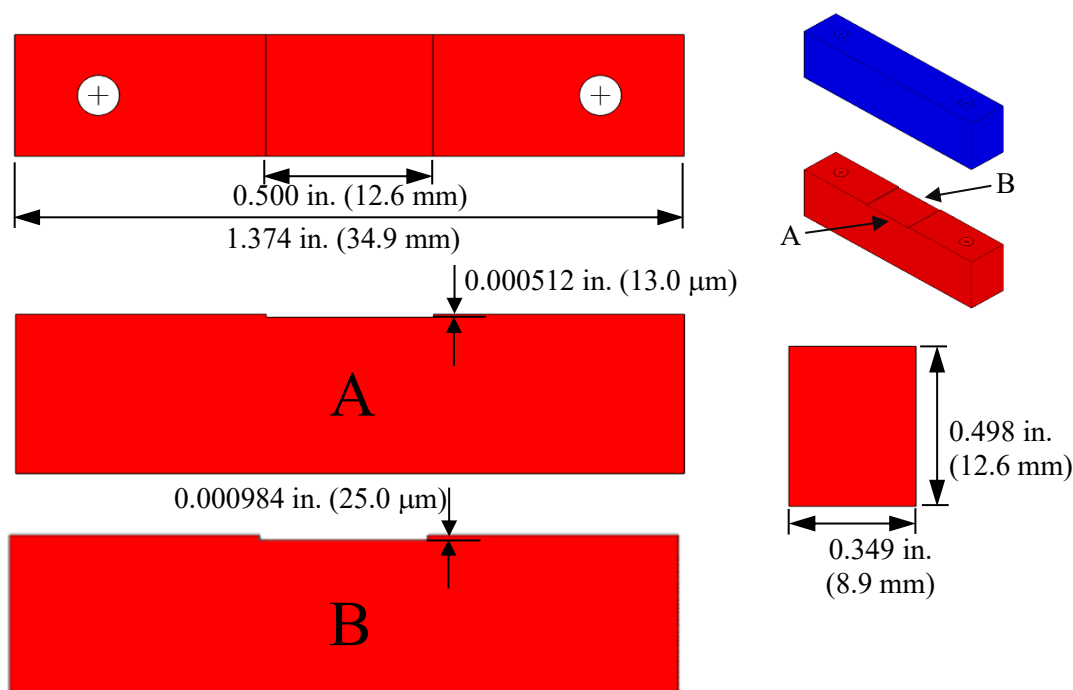 0.500 in. (12.6 mm)
1.374 in. (34.9 mm)
B
A
0.000512 in. (13.0 μm)
A
0.498 in.
(12.6 mm)
0.000984 in. (25.0 μm)
0.349 in.
(8.9 mm)
B